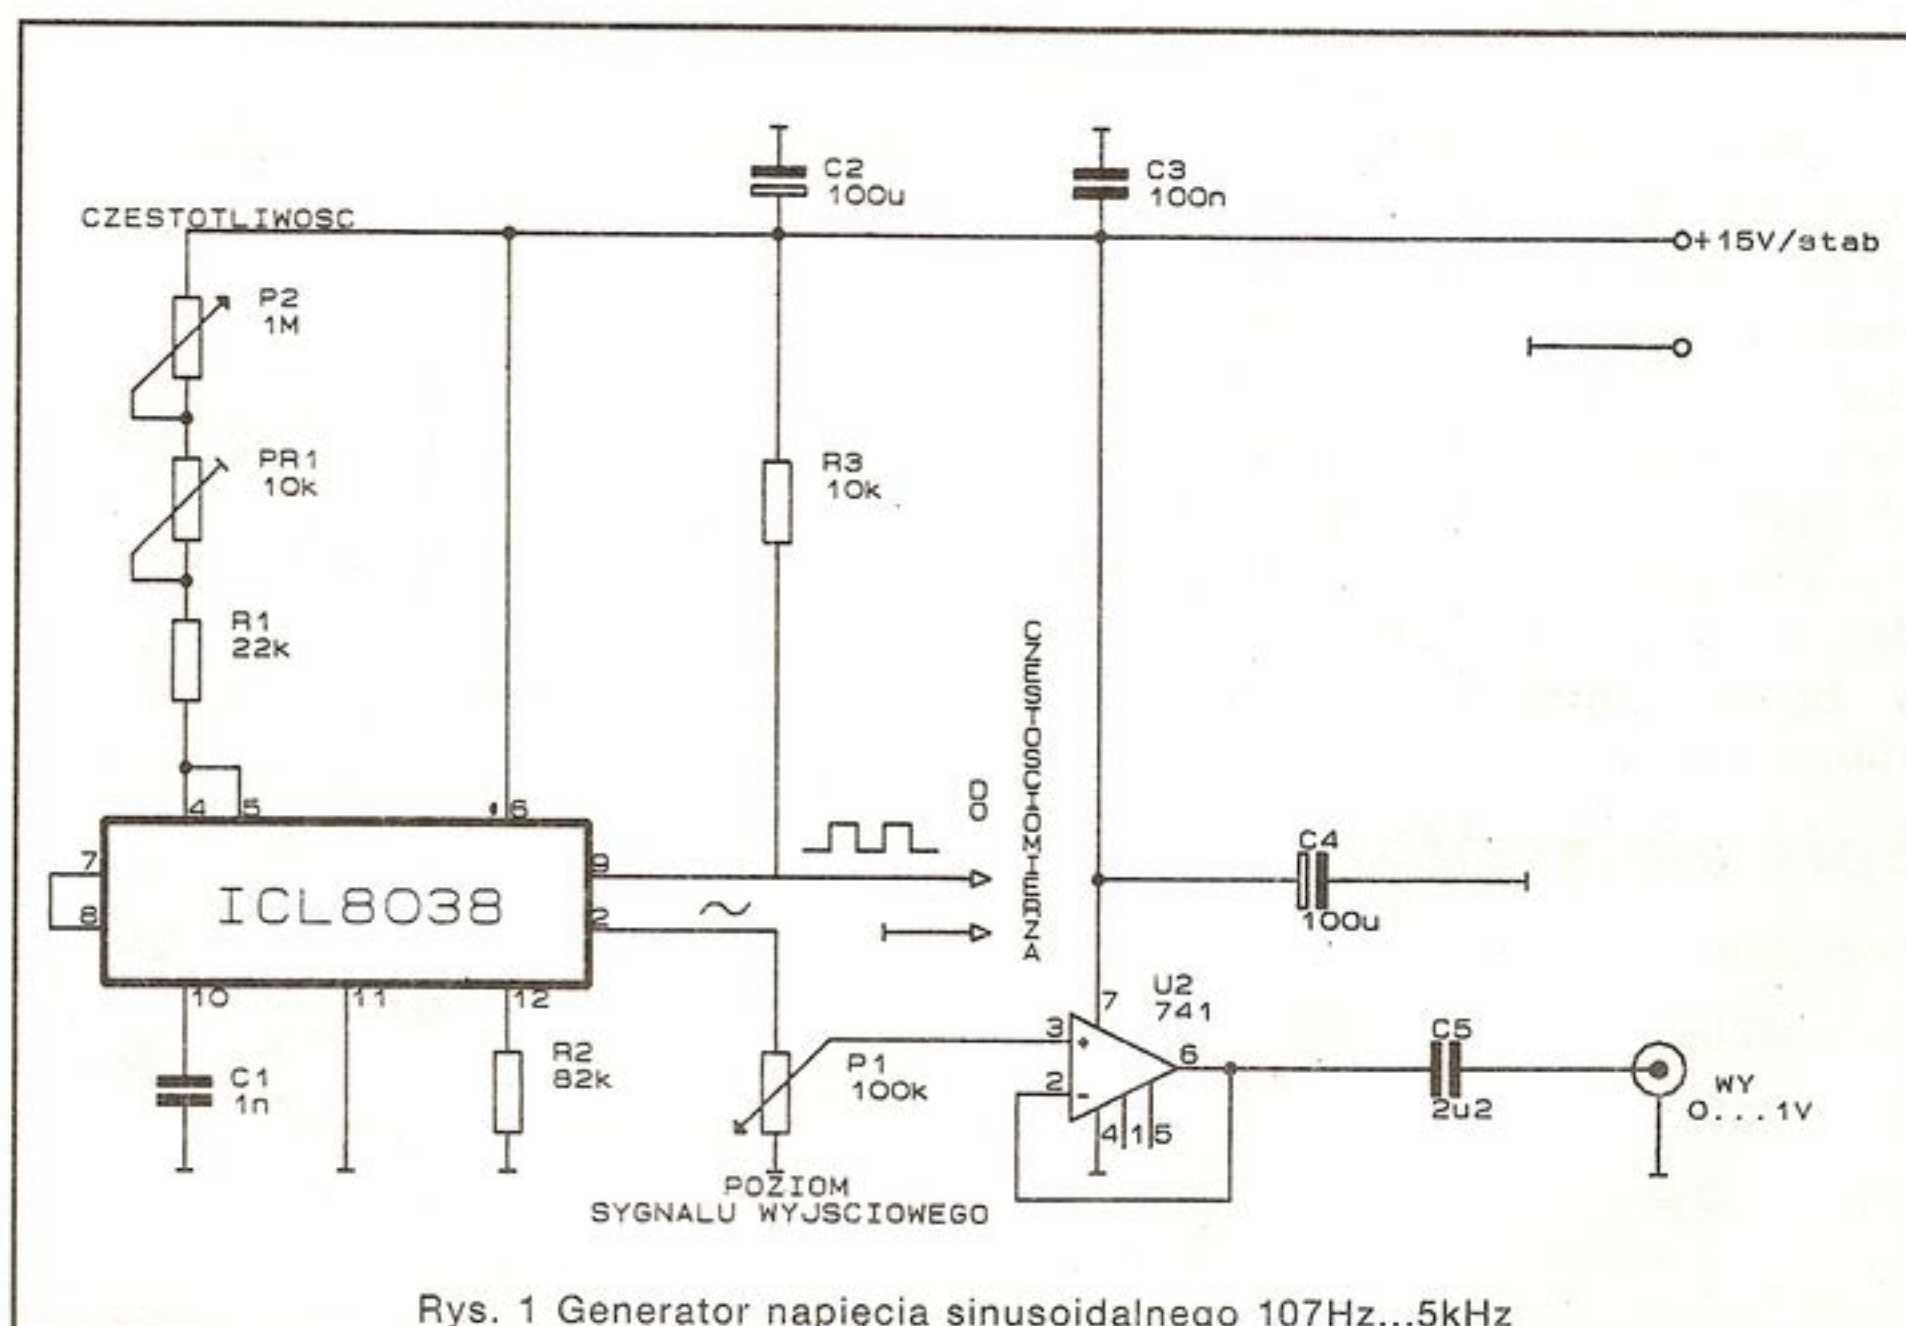 CZESTOTLIWOSC
C2
100u
C3
100n
+15V/stab
P2
1M
PR1
10k
R3
10k
R1
22k
DO
CZESTOSCIOMIERZA
4
5
6
7
8
ICL8038
9
2
10
11
12
C4
100u
C1
1n
R2
82k
P1
100k
U2
741
7
3
+
2
-
6
4
1
5
C5
2u2
WY
0...1V
POZIOM
SYGNALU WYJSCIOWEGO
Rys. 1 Generator napięcia sinusoidalnego 107Hz...5kHz